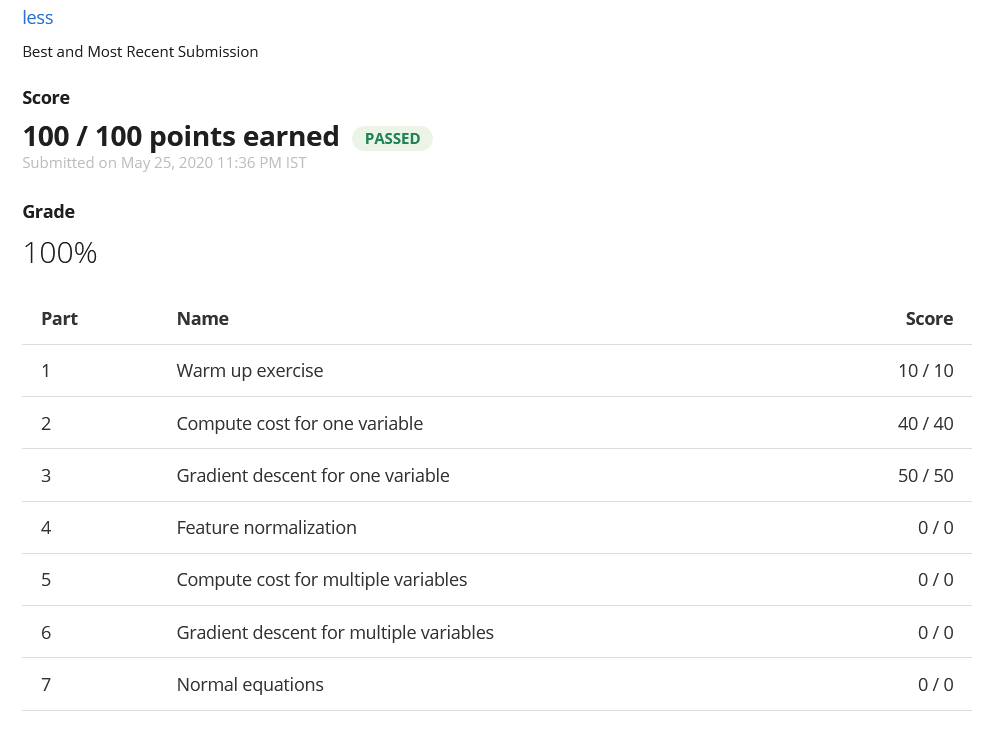 less
Best and Most Recent Submission
Score
100 / 100 points earned PASSED
Submitted on May 25, 2020 11:36 PM IST
Grade
100%
Part Name Score
1 Warm up exercise 10 / 10
2 Compute cost for one variable 40 / 40
3 Gradient descent for one variable 50 / 50
4 Feature normalization 0 / 0
5 Compute cost for multiple variables 0 / 0
6 Gradient descent for multiple variables 0 / 0
7 Normal equations 0 / 0